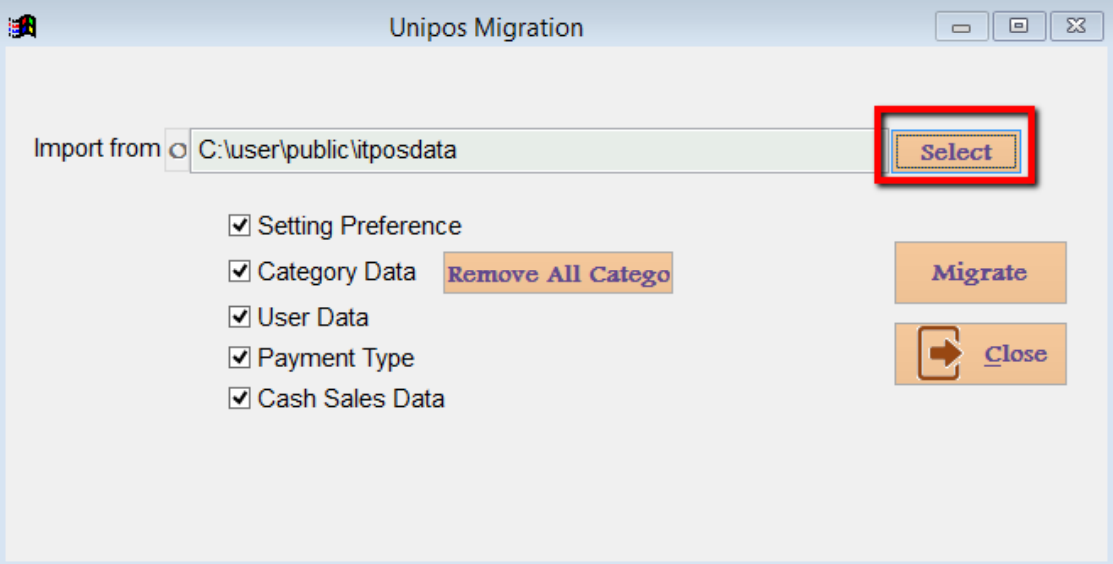 Unipos Migration
Import from C:\user\public\itposdata Select
Setting Preference
Category Data Remove All Catego
User Data
Payment Type
Cash Sales Data
Migrate
Close